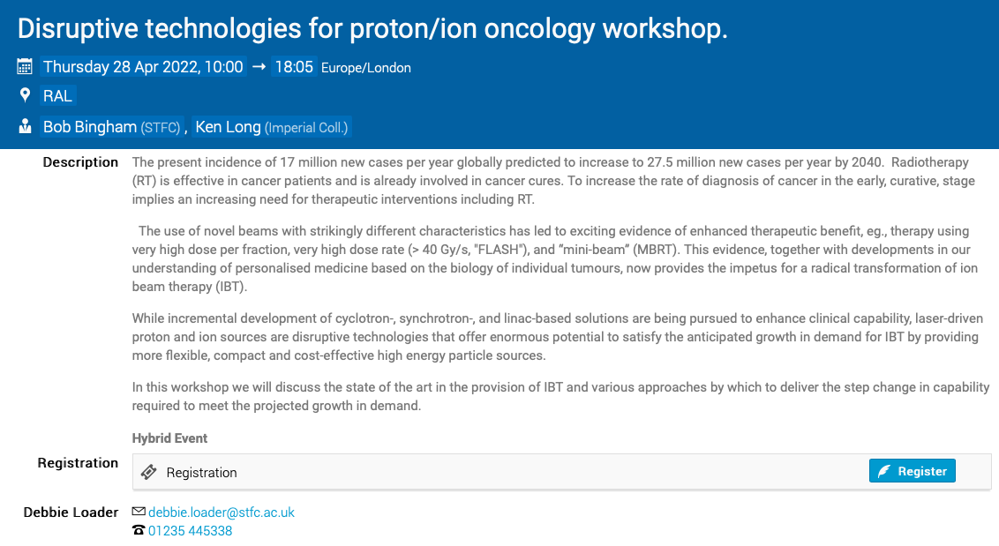 Disruptive technologies for proton/ion oncology workshop.
Thursday 28 Apr 2022, 10:00 → 18:05 Europe/London
RAL
Bob Bingham (STFC) , Ken Long (Imperial Coll.)
Description
The present incidence of 17 million new cases per year globally predicted to increase to 27.5 million new cases per year by 2040.  Radiotherapy
(RT) is effective in cancer patients and is already involved in cancer cures. To increase the rate of diagnosis of cancer in the early, curative, stage
implies an increasing need for therapeutic interventions including RT.
The use of novel beams with strikingly different characteristics has led to exciting evidence of enhanced therapeutic benefit, eg., therapy using
very high dose per fraction, very high dose rate (> 40 Gy/s, "FLASH"), and “mini-beam” (MBRT). This evidence, together with developments in our
understanding of personalised medicine based on the biology of individual tumours, now provides the impetus for a radical transformation of ion
beam therapy (IBT).
While incremental development of cyclotron-, synchrotron-, and linac-based solutions are being pursued to enhance clinical capability, laser-driven
proton and ion sources are disruptive technologies that offer enormous potential to satisfy the anticipated growth in demand for IBT by providing
more flexible, compact and cost-effective high energy particle sources.
In this workshop we will discuss the state of the art in the provision of IBT and various approaches by which to deliver the step change in capability
required to meet the projected growth in demand.
Hybrid Event
Registration
Registration
Register
Debbie Loader
debbie.loader@stfc.ac.uk
01235 445338